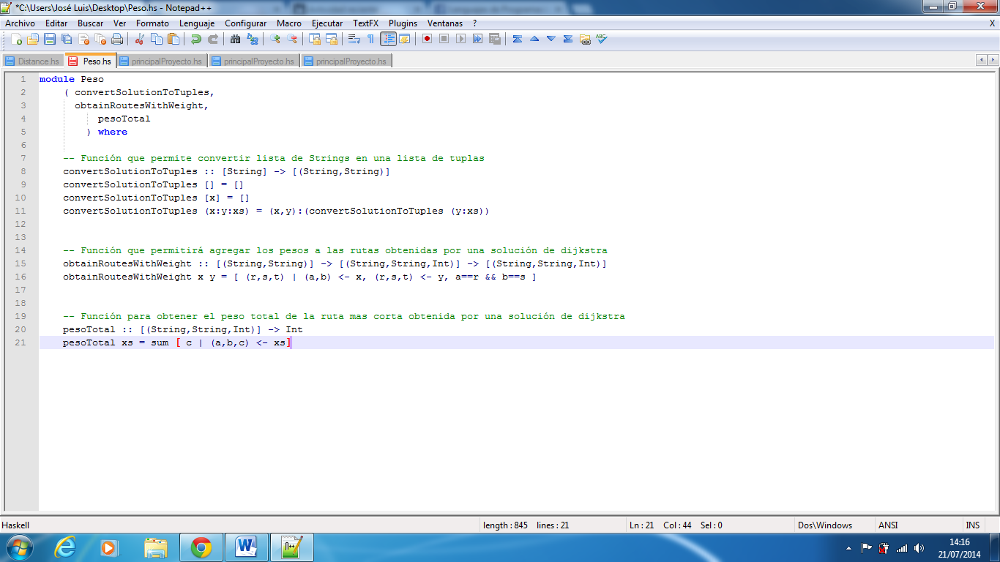 *C:\Users\José Luis\Desktop\Peso.hs - Notepad++
Archivo Editar Buscar Ver Formato Lenguaje Configurar Macro Ejecutar TextFX Plugins Ventanas ? X
Distance.hs Peso.hs principalProyecto.hs principalProyecto.hs principalProyecto.hs
1 module Peso
2 ( convertSolutionToTuples,
3 obtainRoutesWithWeight,
4 pesoTotal
5 ) where
6
7 -- Función que permite convertir lista de Strings en una lista de tuplas
8 convertSolutionToTuples :: [String] -> [(String,String)]
9 convertSolutionToTuples [] = []
10 convertSolutionToTuples [x] = []
11 convertSolutionToTuples (x:y:xs) = (x,y):(convertSolutionToTuples (y:xs))
12
13
14 -- Función que permitirá agregar los pesos a las rutas obtenidas por una solución de dijkstra
15 obtainRoutesWithWeight :: [(String,String)] -> [(String,String,Int)] -> [(String,String,Int)]
16 obtainRoutesWithWeight x y = [ (r,s,t) | (a,b) <- x, (r,s,t) <- y, a==r && b==s ]
17
18
19 -- Función para obtener el peso total de la ruta mas corta obtenida por una solución de dijkstra
20 pesoTotal :: [(String,String,Int)] -> Int
21 pesoTotal xs = sum [ c | (a,b,c) <- xs]
Haskell length : 845 lines : 21 Ln : 21 Col : 44 Sel : 0 Dos\Windows ANSI INS
14:16
21/07/2014